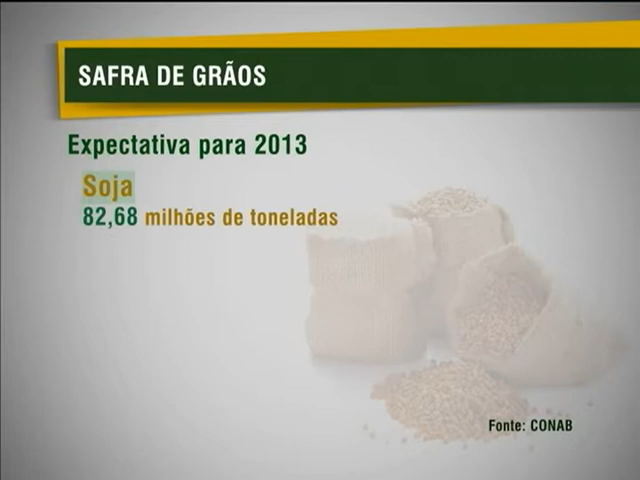 SAFRA DE GRÃOS
Expectativa para 2013
Soja
82,68 milhões de toneladas
Fonte: CONAB